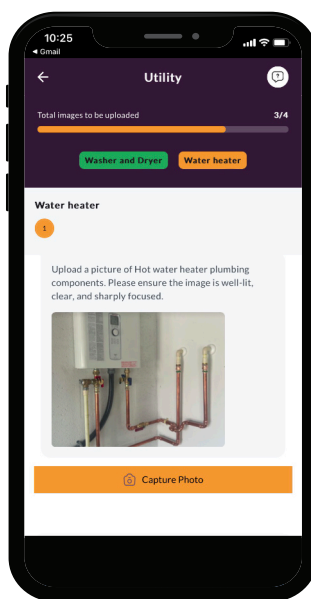 10:25
◀ Gmail
Utility
Total images to be uploaded
3/4
Washer and Dryer
Water heater
Water heater
1
Upload a picture of Hot water heater plumbing
components. Please ensure the image is well-lit,
clear, and sharply focused.
Capture Photo